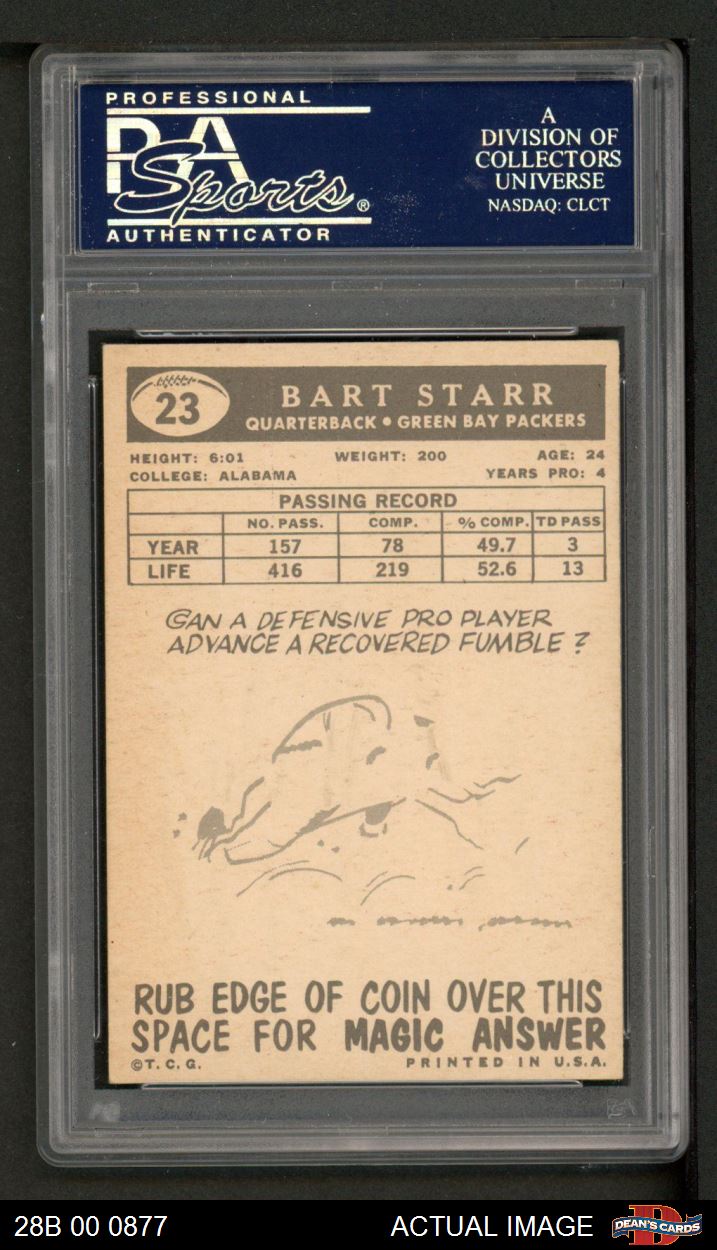 PROFESSIONAL
PSA
Sports®
AUTHENTICATOR
A
DIVISION OF
COLLECTORS
UNIVERSE
NASDAQ: CLCT
23
BART STARR
QUARTERBACK • GREEN BAY PACKERS
HEIGHT: 6:01 WEIGHT: 200 AGE: 24
COLLEGE: ALABAMA YEARS PRO: 4
PASSING RECORD
NO. PASS. COMP. % COMP. TD PASS
YEAR 157 78 49.7 3
LIFE 416 219 52.6 13
CAN A DEFENSIVE PRO PLAYER
ADVANCE A RECOVERED FUMBLE?
RUB EDGE OF COIN OVER THIS
SPACE FOR MAGIC ANSWER
©T. C. G. PRINTED IN U.S.A.
28B 00 0877 ACTUAL IMAGE DEAN'S CARDS